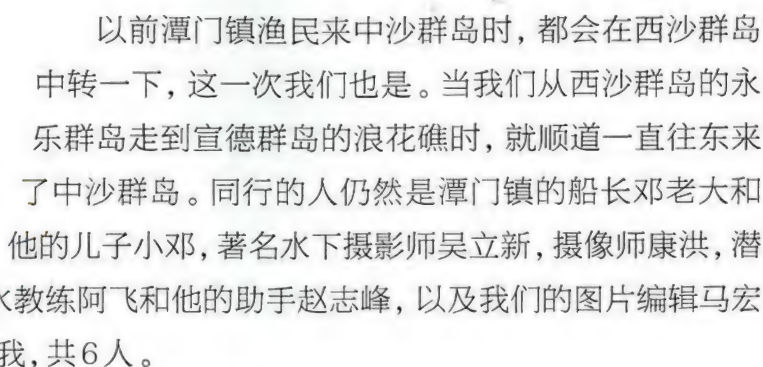 以前潭门镇渔民来中沙群岛时，都会在西沙群岛
中转一下，这一次我们也是。当我们从西沙群岛的永
乐群岛走到宣德群岛的浪花礁时，就顺道一直往东来
了中沙群岛。同行的人仍然是潭门镇的船长邓老大和
他的儿子小邓，著名水下摄影师吴立新，摄像师康洪，潜
水教练阿飞和他的助手赵志峰，以及我们的图片编辑马宏
我，共6人。